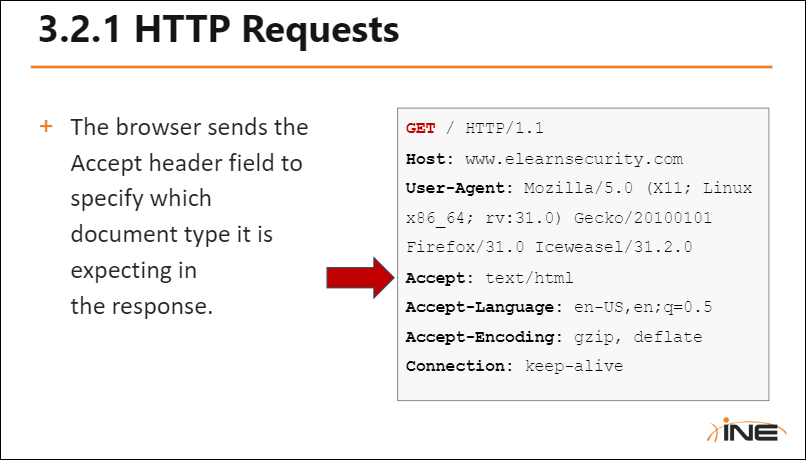 3.2.1 HTTP Requests
+ The browser sends the
Accept header field to
specify which
document type it is
expecting in
the response.
GET / HTTP/1.1
Host: www.elearnsecurity.com
User-Agent: Mozilla/5.0 (X11; Linux
x86_64; rv:31.0) Gecko/20100101
Firefox/31.0 Iceweasel/31.2.0
Accept: text/html
Accept-Language: en-US,en;q=0.5
Accept-Encoding: gzip, deflate
Connection: keep-alive
INE